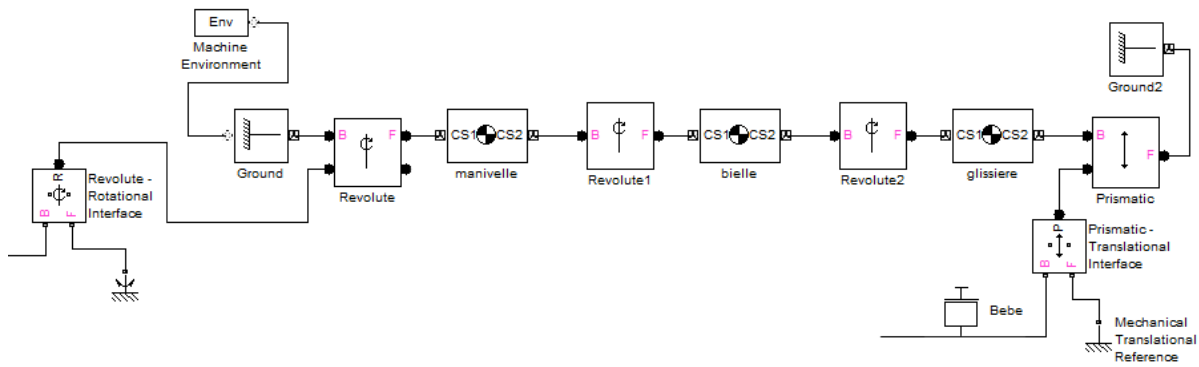 Env
Machine
Environment
Ground2
B
F
CS1 CS2
B
F
CS1 CS2
B
F
CS1 CS2
B
F
Ground
Revolute
manivelle
Revolute1
bielle
Revolute2
glissiere
Prismatic
R
B
F
Revolute -
Rotational
Interface
P
B
F
Prismatic -
Translational
Interface
Bebe
Mechanical
Translational
Reference